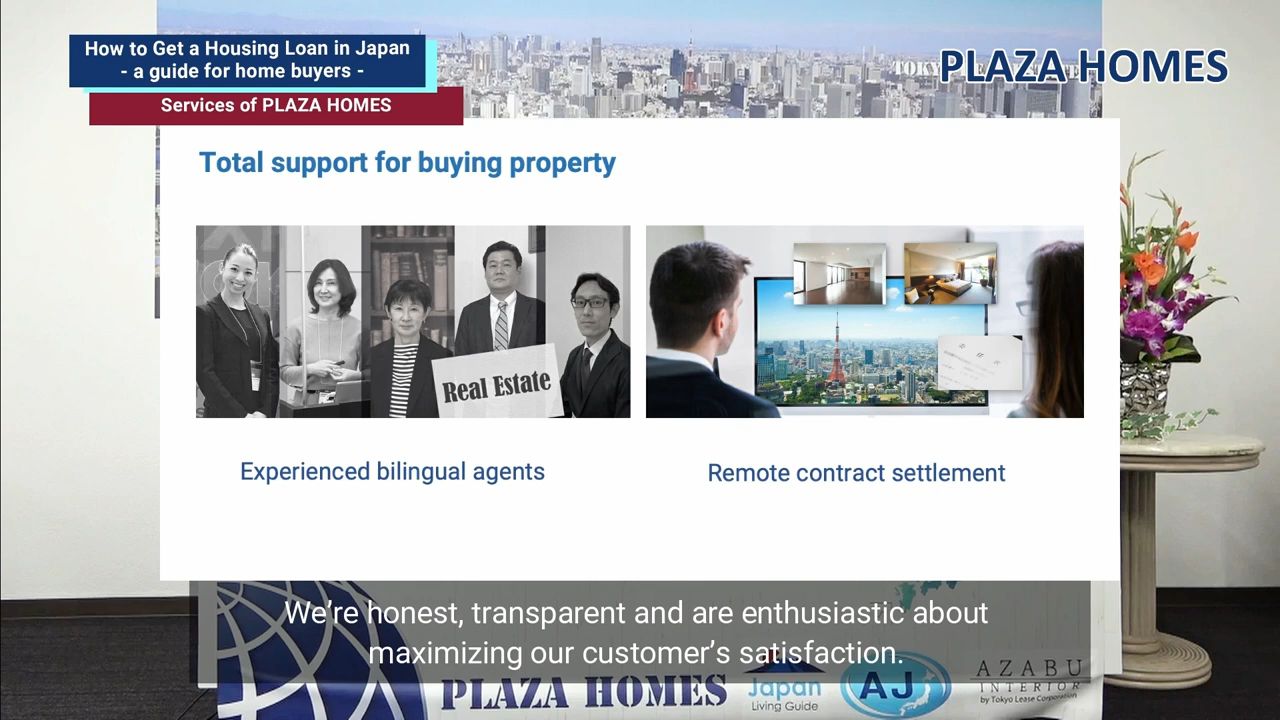 How to Get a Housing Loan in Japan
- a guide for home buyers -
Services of PLAZA HOMES
PLAZA HOMES
Total support for buying property
Real Estate
Experienced bilingual agents
Remote contract settlement
We’re honest, transparent and are enthusiastic about
maximizing our customer’s satisfaction.
PLAZA HOMES
Japan
Living Guide
AJ
AZABU
INTERIOR
by Tokyo Lease Corporation